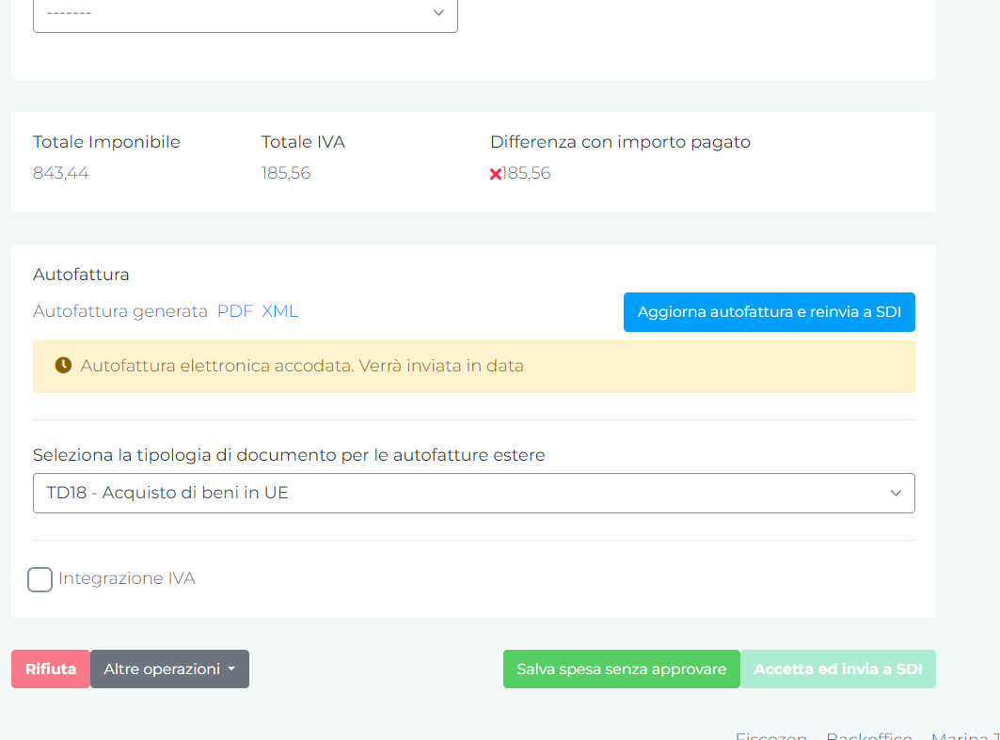 -------
Totale Imponibile Totale IVA Differenza con importo pagato
843,44 185,56 185,56
Autofattura
Autofattura generata PDF XML
Aggiorna autofattura e reinvia a SDI
Autofattura elettronica accodata. Verrà inviata in data
Seleziona la tipologia di documento per le autofatture estere
TD18 - Acquisto di beni in UE
Integrazione IVA
Rifiuta Altre operazioni Salva spesa senza approvare Accetta ed invia a SDI
Fiscozen Backoffice Marina T